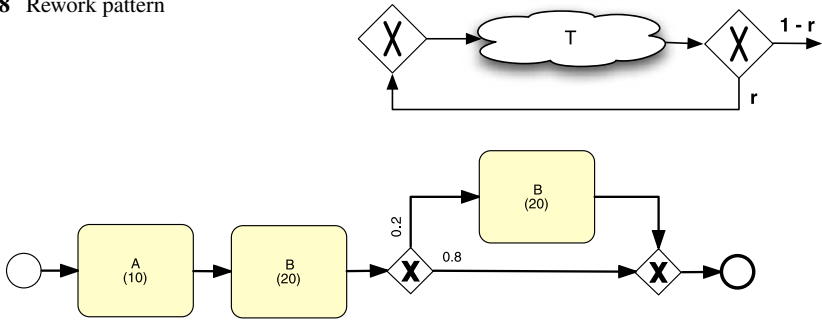 8 Rework pattern
X
T
X
1 - r
r
B
(20)
0.2
A
(10)
B
(20)
X
0.8
X